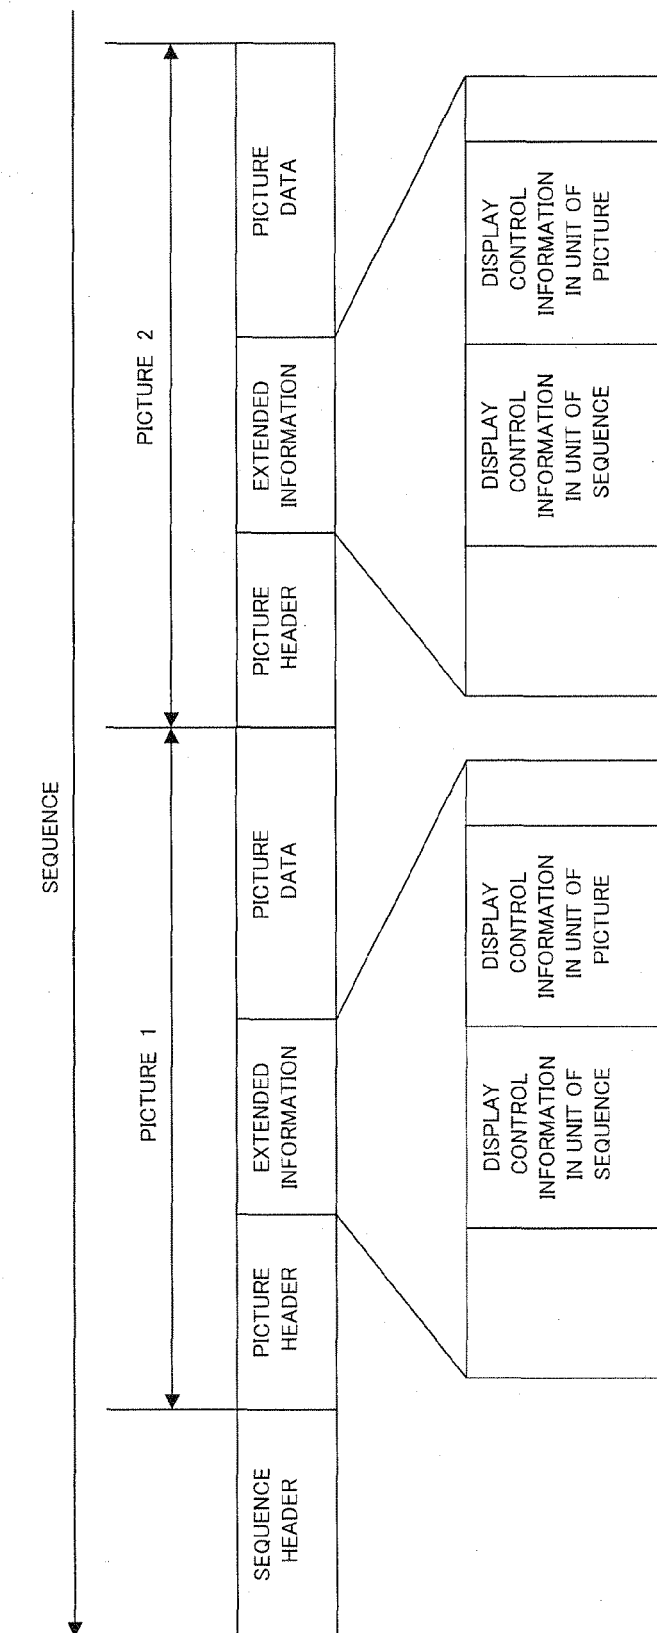 SEQUENCE
PICTURE 1
PICTURE 2
SEQUENCE
HEADER
PICTURE
HEADER
EXTENDED
INFORMATION
PICTURE
DATA
PICTURE
HEADER
EXTENDED
INFORMATION
PICTURE
DATA
DISPLAY
CONTROL
INFORMATION
IN UNIT OF
SEQUENCE
DISPLAY
CONTROL
INFORMATION
IN UNIT OF
PICTURE
DISPLAY
CONTROL
INFORMATION
IN UNIT OF
SEQUENCE
DISPLAY
CONTROL
INFORMATION
IN UNIT OF
PICTURE